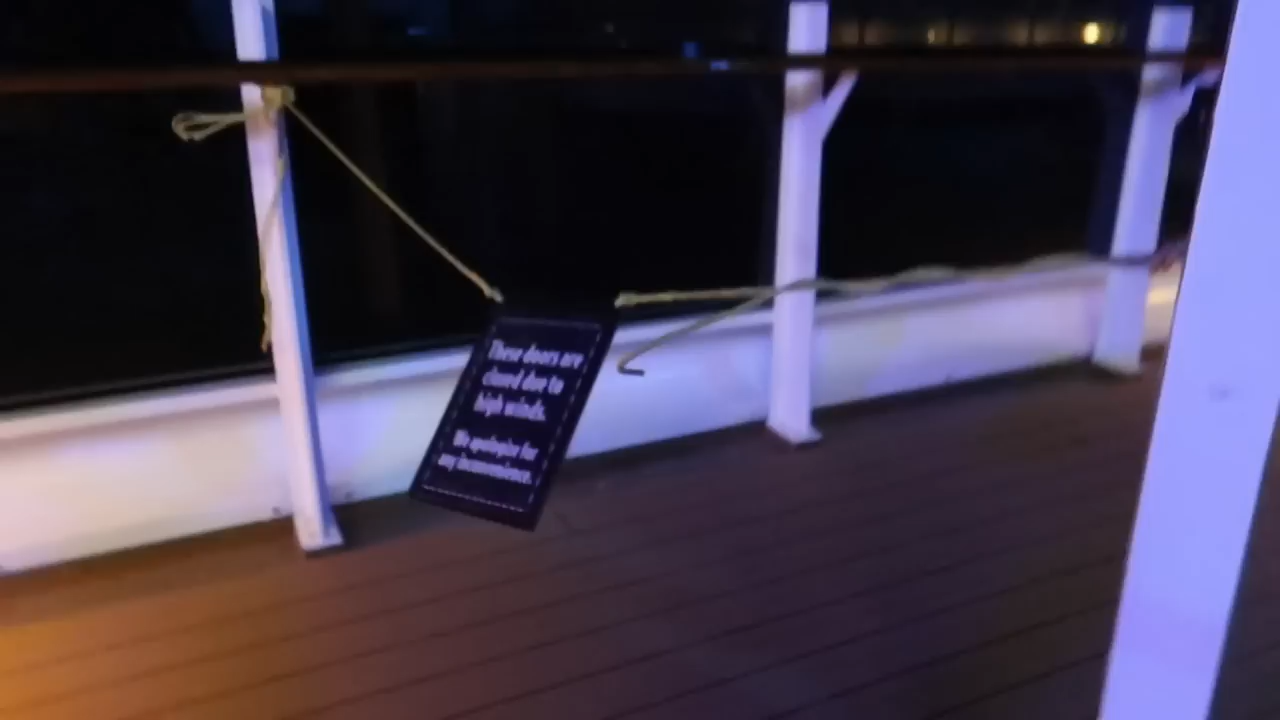 These doors are
closed due to
high winds.
We apologize for
any inconvenience.